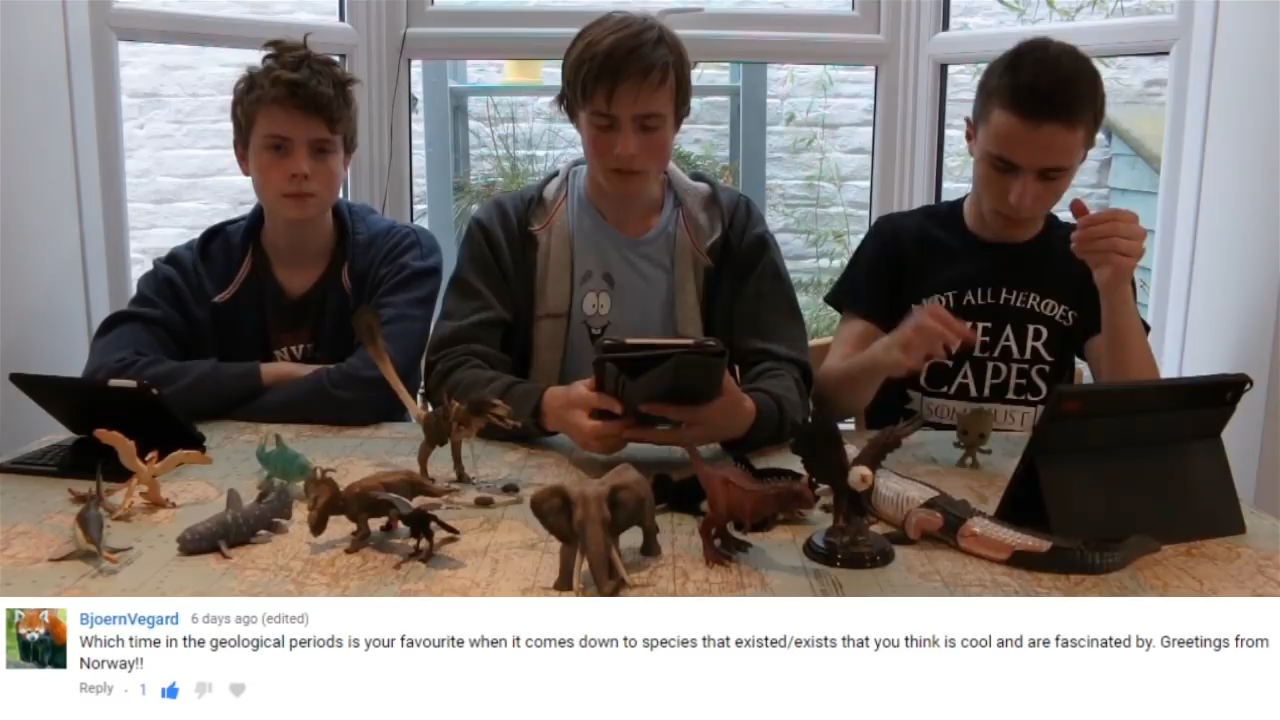 NOT ALL HEROES
WEAR
CAPES
BjoernVegard 6 days ago (edited)
Which time in the geological periods is your favourite when it comes down to species that existed/exists that you think is cool and are fascinated by. Greetings from
Norway!!
Reply · 1